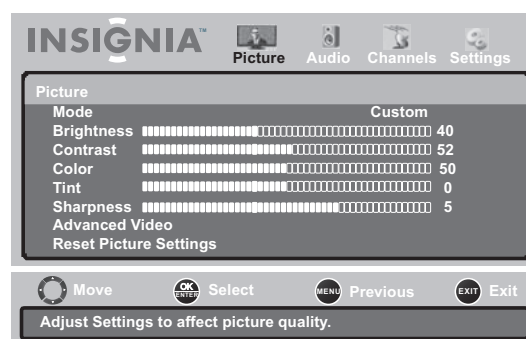 INSIGNIA™
Picture Audio Channels Settings
Picture
Mode Custom
Brightness 40
Contrast 52
Color 50
Tint 0
Sharpness 5
Advanced Video
Reset Picture Settings
Move OK ENTER Select MENU Previous EXIT Exit
Adjust Settings to affect picture quality.